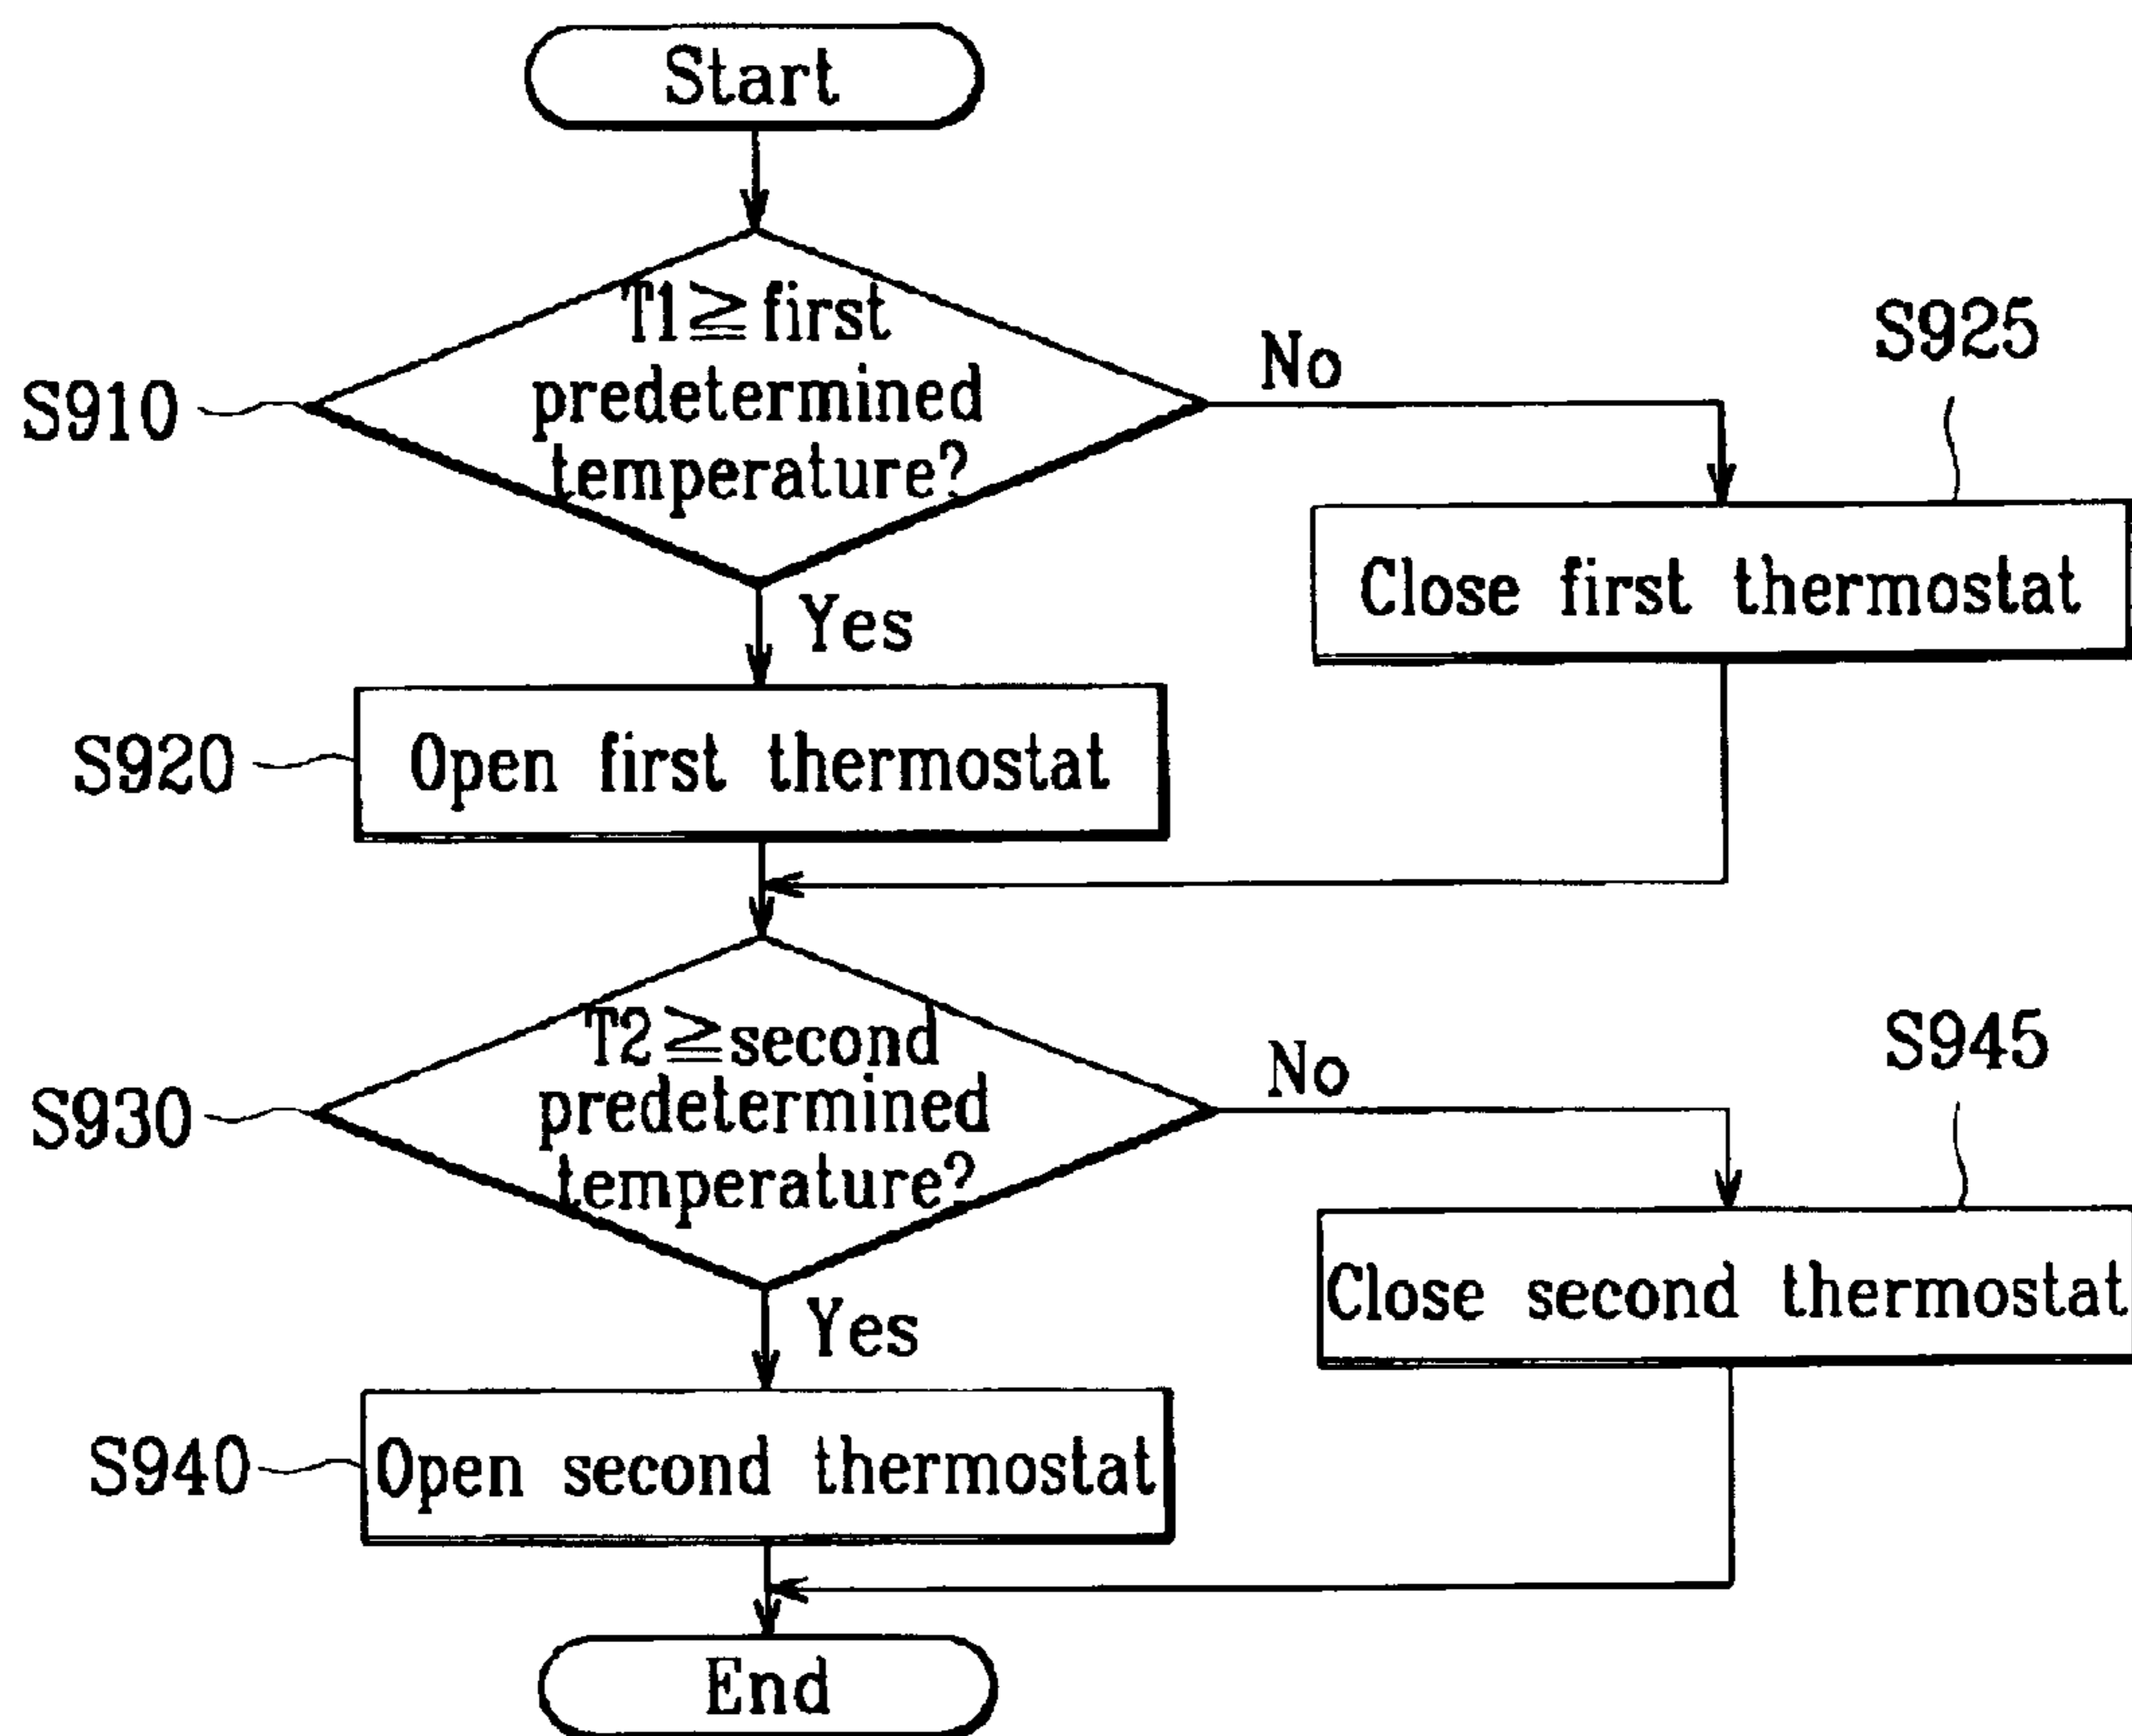 Start
T1≧first
predetermined
temperature?
S910
No
S925
Close first thermostat
Yes
S920
Open first thermostat
T2≧second
predetermined
temperature?
S930
No
S945
Close second thermostat
Yes
S940
Open second thermostat
End